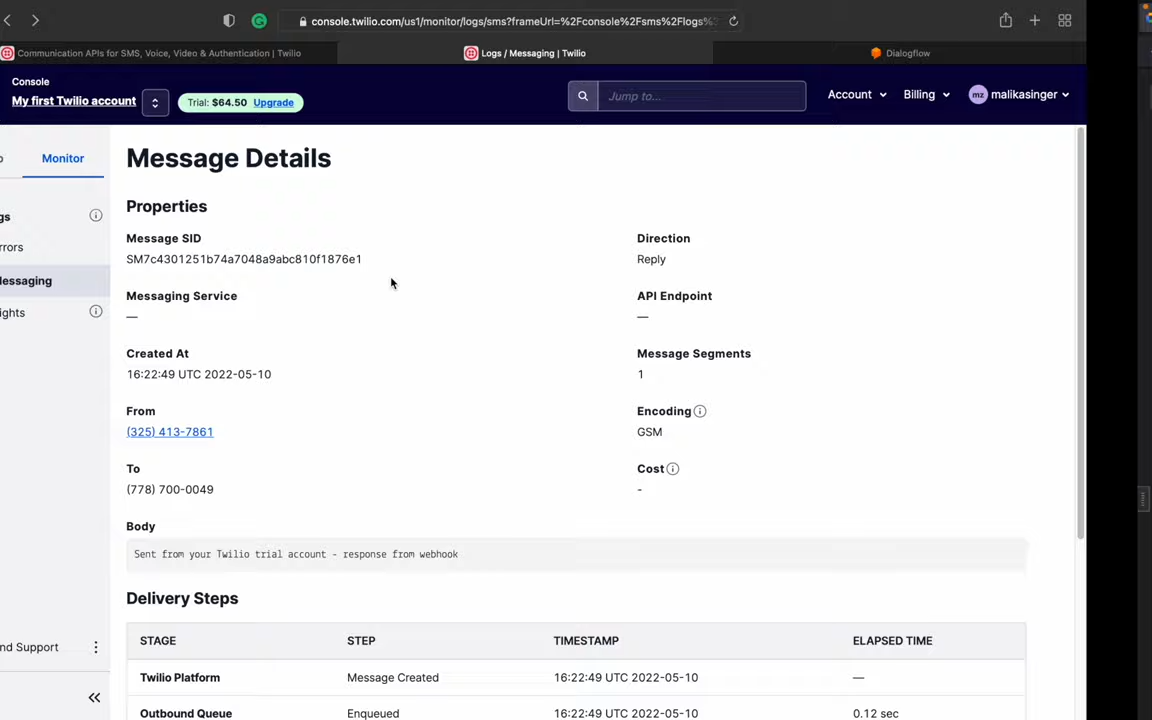 console.twilio.com/us1/monitor/logs/sms?frameUrl=%2Fconsole%2Fsms%2Flogs%
Communication APIs for SMS, Voice, Video & Authentication | Twilio
Logs / Messaging | Twilio
Dialogflow
Console
My first Twilio account
Trial: $64.50 Upgrade
Jump to...
Account
Billing
mz malikasinger
Monitor
Message Details
Properties
Message SID
SM7c4301251b74a7048a9abc810f1876e1
Direction
Reply
gs
rrors
essaging
ights
Messaging Service
—
API Endpoint
—
Created At
16:22:49 UTC 2022-05-10
Message Segments
1
From
(325) 413-7861
Encoding
GSM
To
(778) 700-0049
Cost
-
Body
Sent from your Twilio trial account - response from webhook
Delivery Steps
STAGE STEP TIMESTAMP ELAPSED TIME
Twilio Platform Message Created 16:22:49 UTC 2022-05-10 —
Outbound Queue Enqueued 16:22:49 UTC 2022-05-10 0.12 sec
nd Support